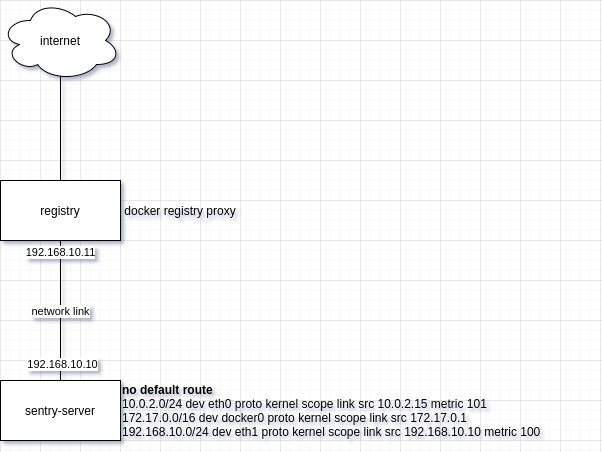 internet
registry
docker registry proxy
192.168.10.11
network link
192.168.10.10
sentry-server
no default route
10.0.2.0/24 dev eth0 proto kernel scope link src 10.0.2.15 metric 101
172.17.0.0/16 dev docker0 proto kernel scope link src 172.17.0.1
192.168.10.0/24 dev eth1 proto kernel scope link src 192.168.10.10 metric 100